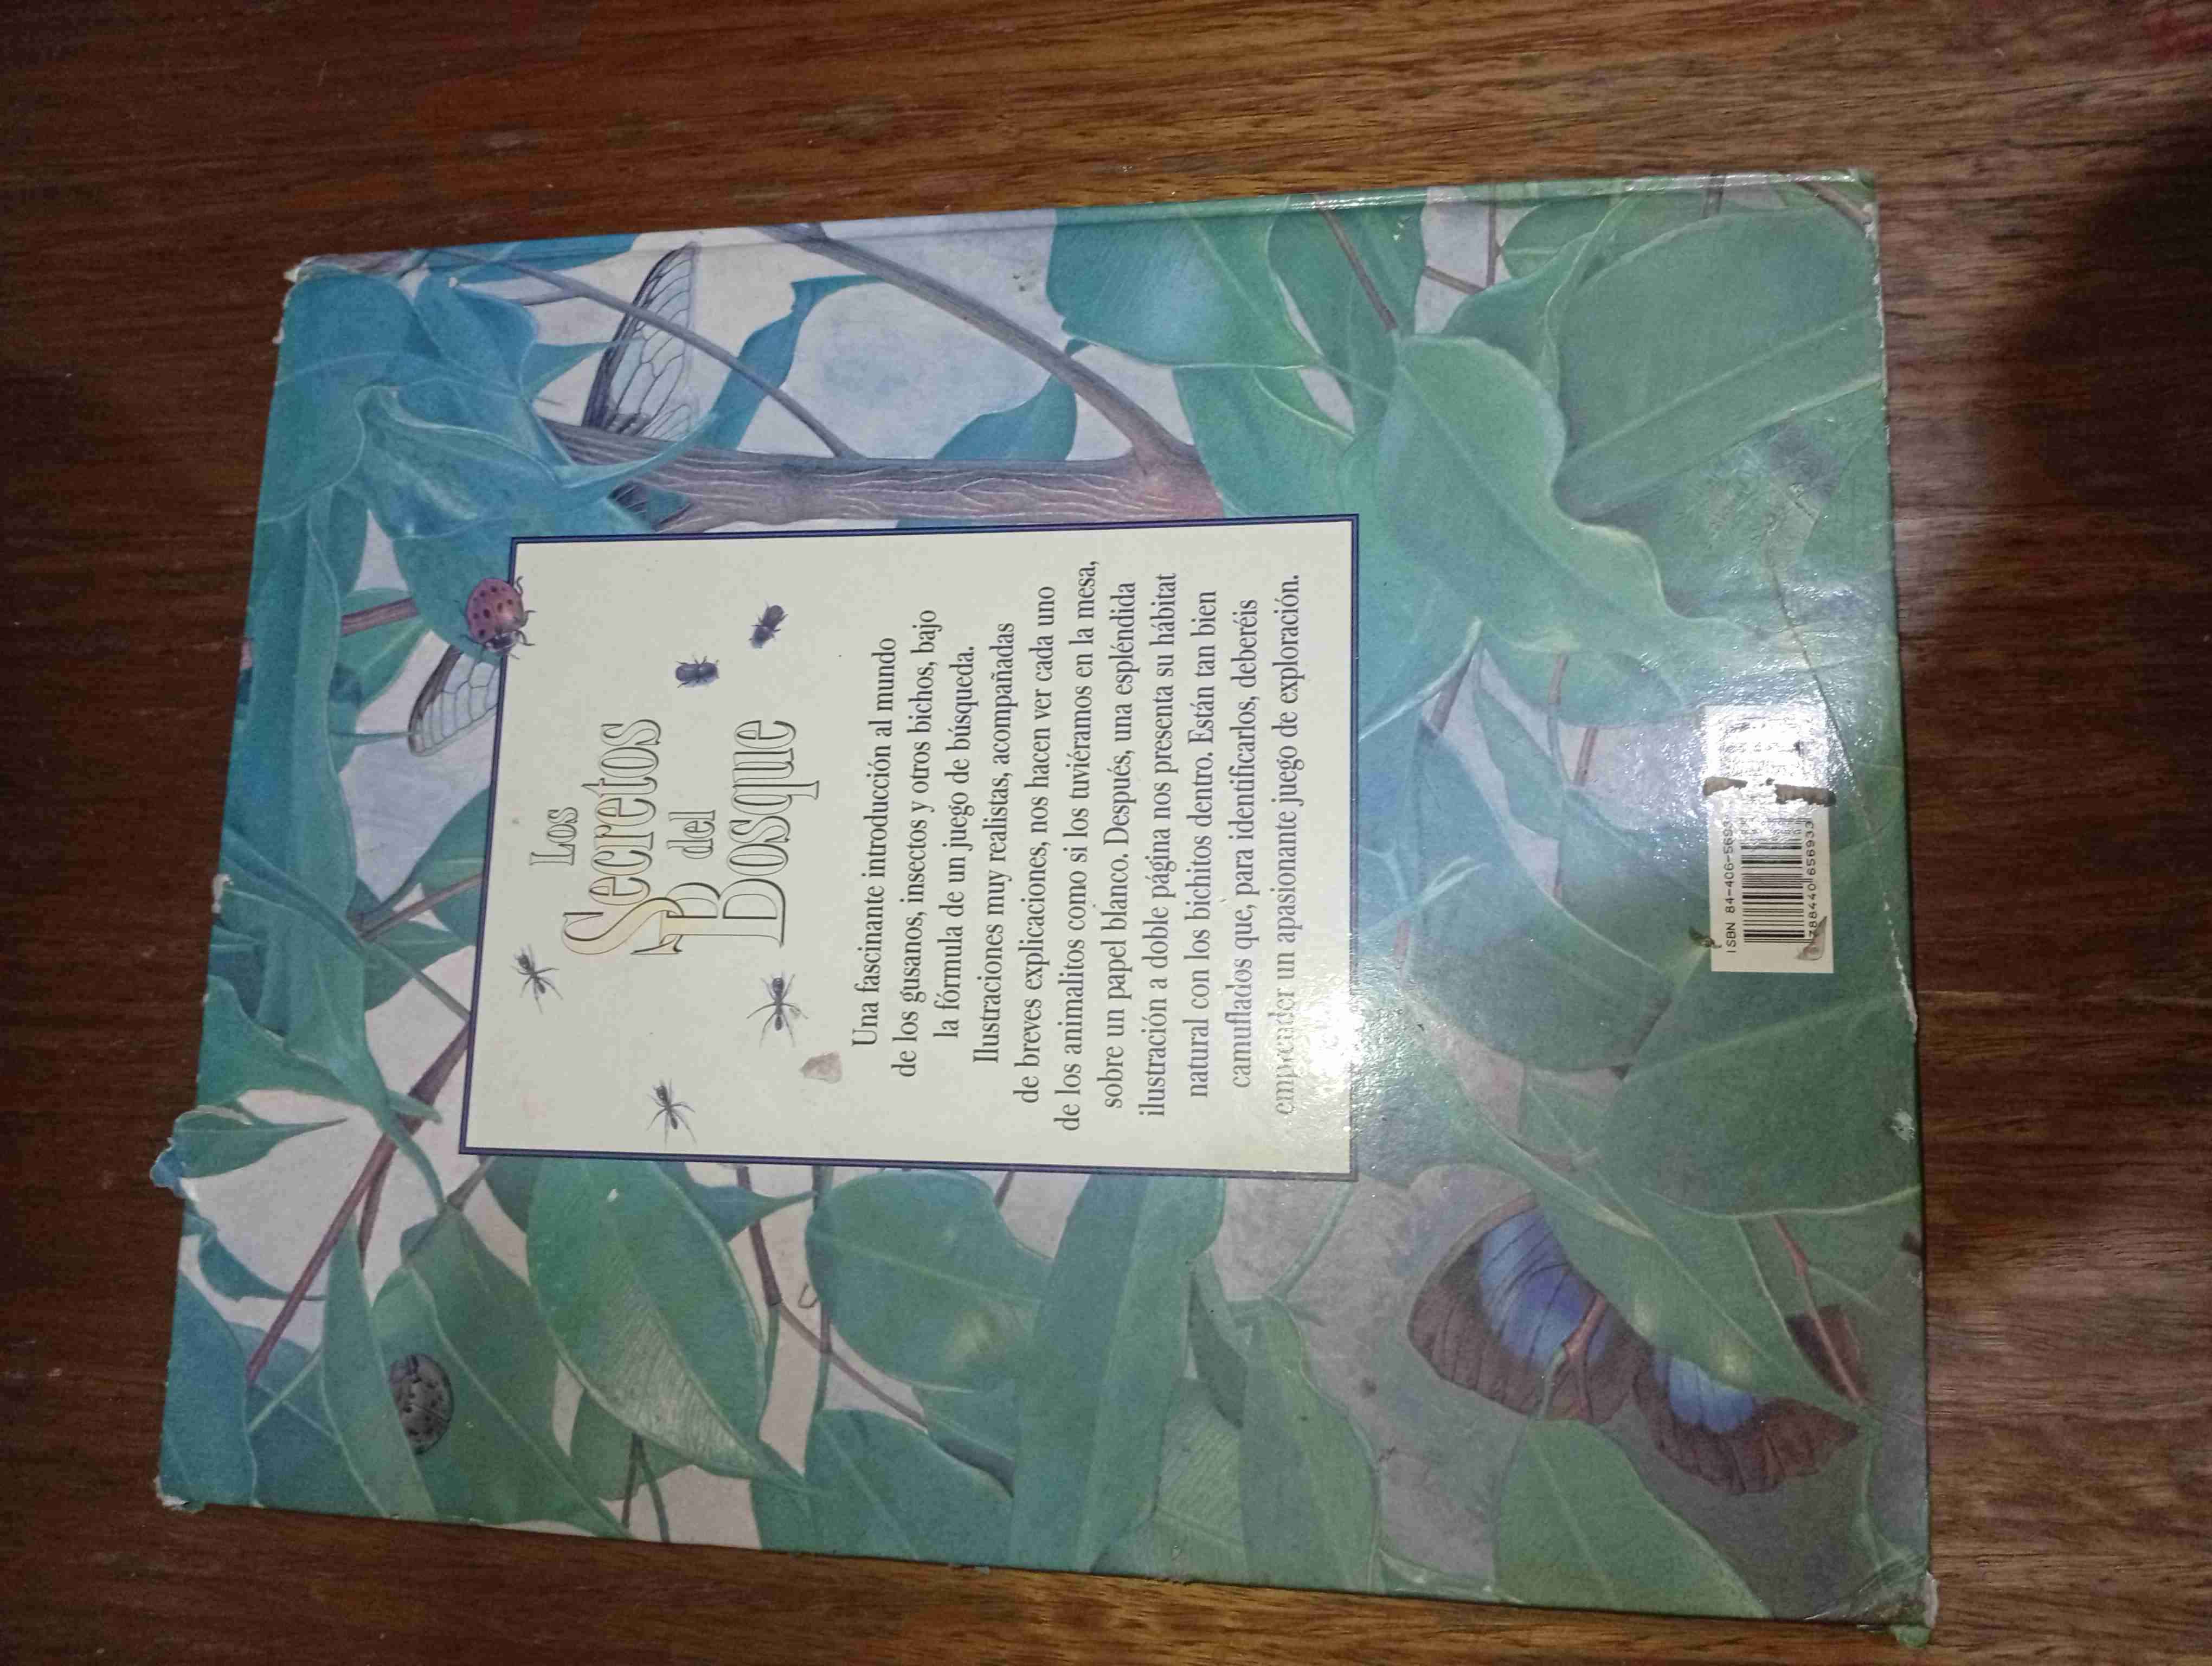 Los
Secretos
del
Bosque
Una fascinante introducción al mundo
de los gusanos, insectos y otros bichos, bajo
la fórmula de un juego de búsqueda.
Ilustraciones muy realistas, acompañadas
de breves explicaciones, nos hacen ver cada uno
de los animalitos como si los tuviéramos en la mesa,
sobre un papel blanco. Después, una espléndida
ilustración a doble página nos presenta su hábitat
natural con los bichitos dentro. Están tan bien
camuflados que, para identificarlos, deberéis
emprender un apasionante juego de exploración.
ISBN 84-406-5693
788440 656933